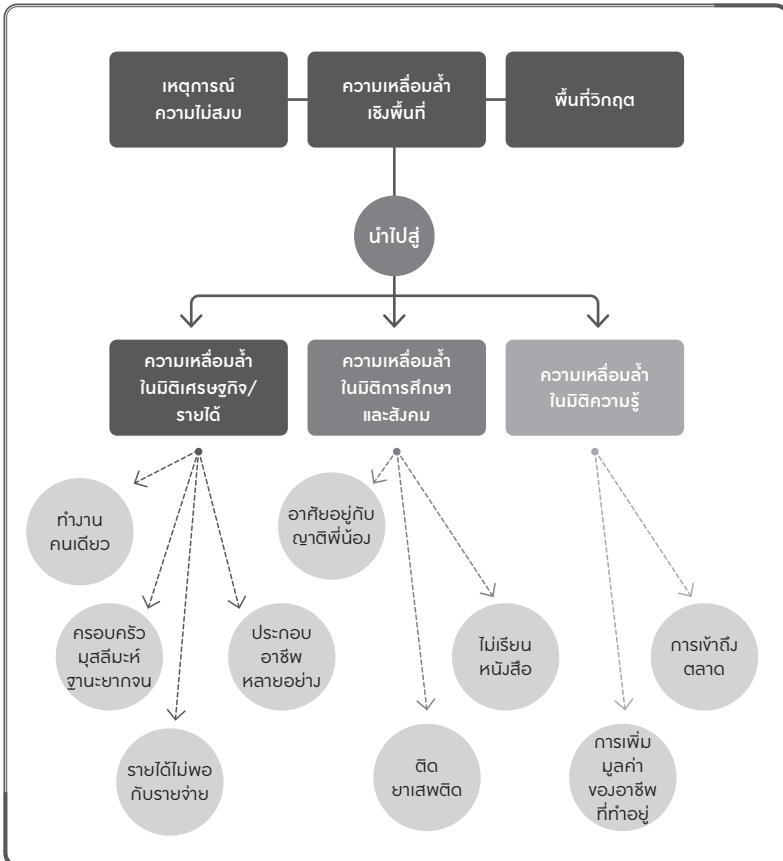 เหตุการณ์
ความไม่สงบ
ความเหลื่อมล้ำ
เชิงพื้นที่
พื้นที่วิกฤต
นำไปสู่
ความเหลื่อมล้ำ
ในมิติเศรษฐกิจ/
รายได้
ความเหลื่อมล้ำ
ในมิติการศึกษา
และสังคม
ความเหลื่อมล้ำ
ในมิติความรู้
ทำงาน
คนเดียว
อาศัยอยู่กับ
ญาติพี่น้อง
ครอบครัว
มุสลีมะห์
ฐานะยากจน
ประกอบ
อาชีพ
หลายอย่าง
ไม่เรียน
หนังสือ
การเข้าถึง
ตลาด
รายได้ไม่พอ
กับรายจ่าย
ติด
ยาเสพติด
การเพิ่ม
มูลค่า
ของอาชีพ
ที่ทำอยู่